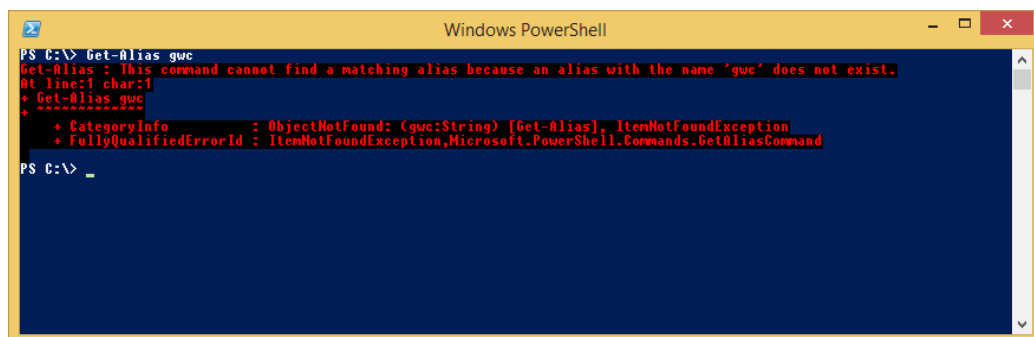 Windows PowerShell
PS C:\> Get-Alias gwc
Get-Alias : This command cannot find a matching alias because an alias with the name 'gwc' does not exist.
At line:1 char:1
+ Get-Alias gwc
+ ~~~~~~~~~~~~~
    + CategoryInfo          : ObjectNotFound: (gwc:String) [Get-Alias], ItemNotFoundException
    + FullyQualifiedErrorId : ItemNotFoundException,Microsoft.PowerShell.Commands.GetAliasCommand
PS C:\> _